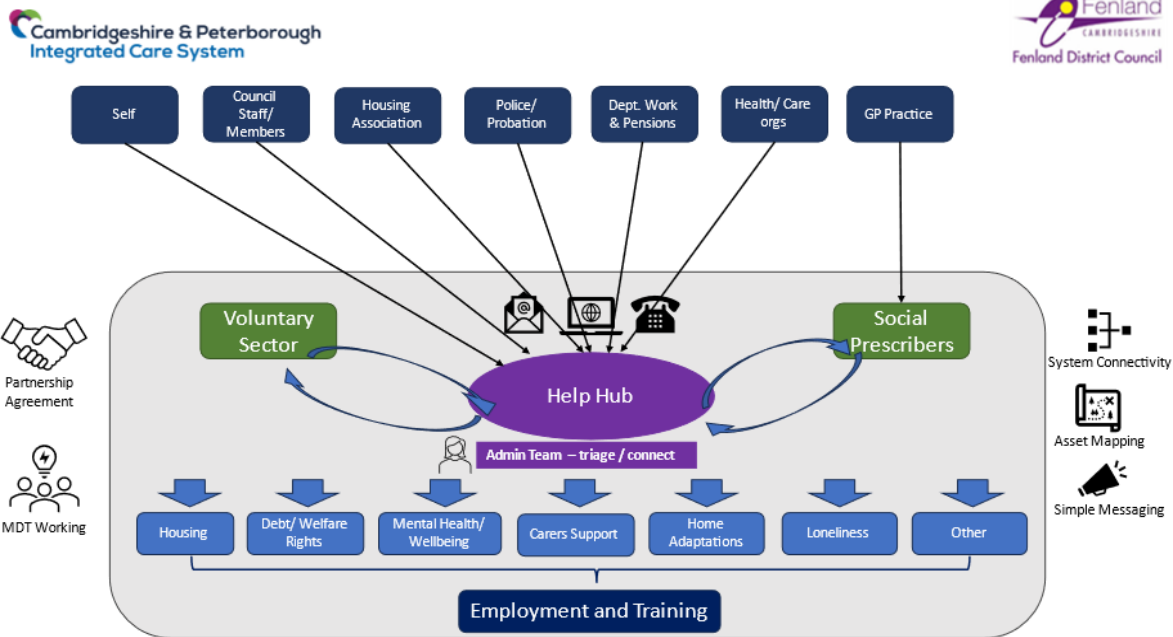 Cambridgeshire & Peterborough
Integrated Care System
Fenland
CAMBRIDGESHIRE
Fenland District Council
Self
Council
Staff/
Members
Housing
Association
Police/
Probation
Dept. Work
& Pensions
Health/ Care
orgs
GP Practice
Voluntary
Sector
@
Social
Prescribers
Help Hub
Admin Team – triage / connect
Partnership
Agreement
MDT Working
System Connectivity
Asset Mapping
Simple Messaging
Housing
Debt/ Welfare
Rights
Mental Health/
Wellbeing
Carers Support
Home
Adaptations
Loneliness
Other
Employment and Training